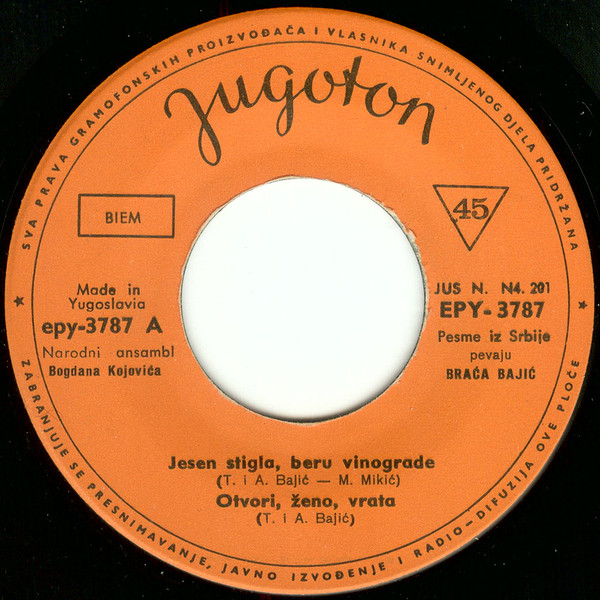 SVA PRAVA GRAMOFONSKIH PROIZVOĐAČA I VLASNIKA SNIMLJENOG DJELA PRIDRŽANA
Jugoton
BIEM
45
Made in
Yugoslavia
epy-3787 A
Narodni ansambl
Bogdana Kojovića
JUS N. N4. 201
EPY-3787
Pesme iz Srbije
pevaju
BRAĆA BAJIĆ
Jesen stigla, beru vinograde
(T. i A. Bajić — M. Mikić)
Otvori, ženo, vrata
(T. i A. Bajić)
★ ZABRANJUJE SE PRESNIMAVANJE, JAVNO IZVOĐENJE I RADIO-DIFUZIJA OVE PLOČE ★